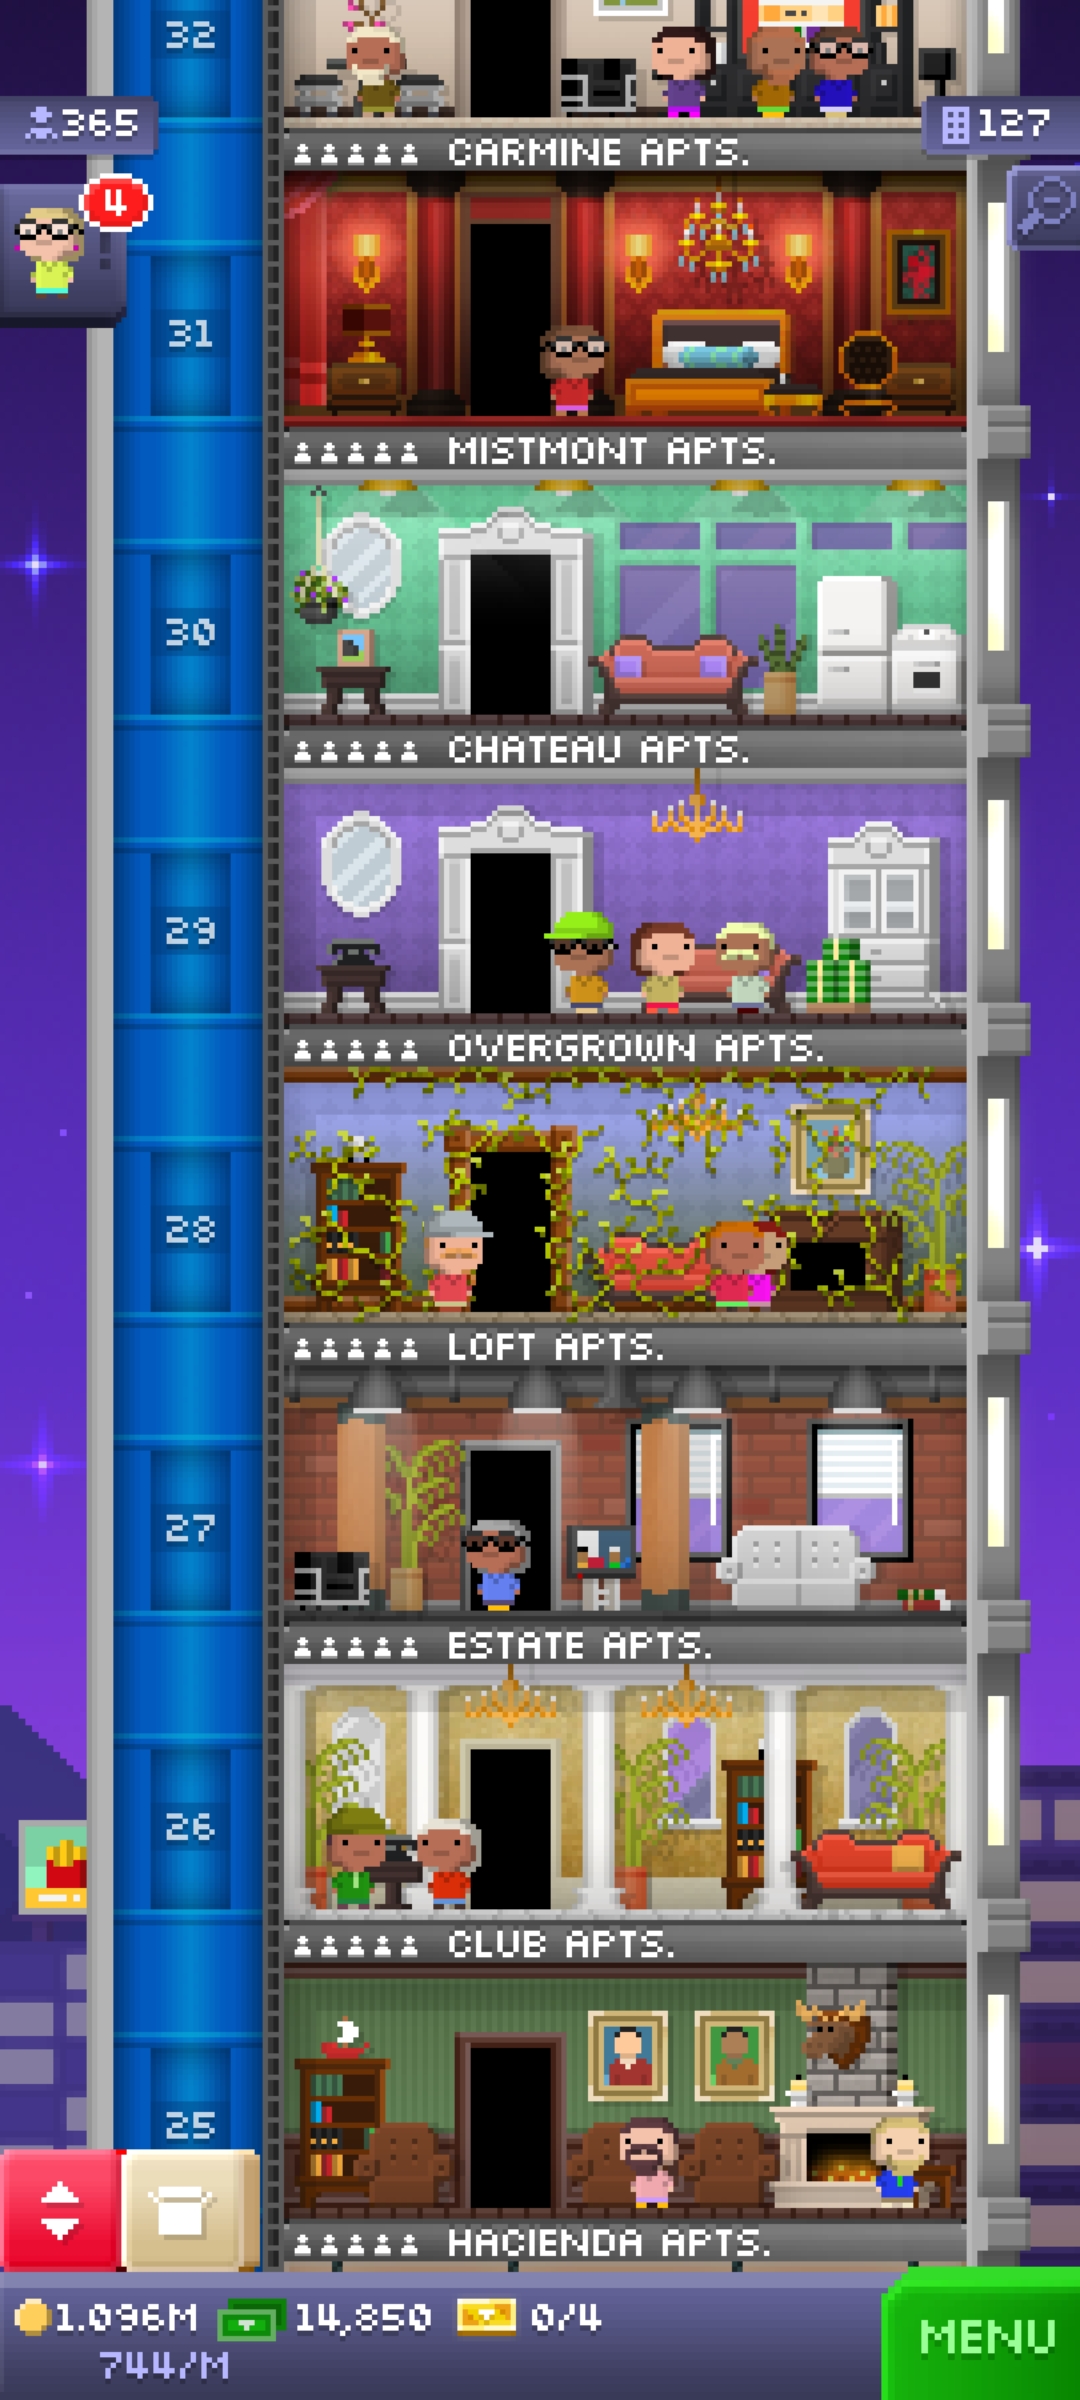 32
365
127
CARMINE APTS.
4
31
MISTMONT APTS.
30
CHATEAU APTS.
29
OVERGROWN APTS.
28
LOFT APTS.
27
ESTATE APTS.
26
CLUB APTS.
25
HACIENDA APTS.
1.096M 14,850 0/4
744/M
MENU